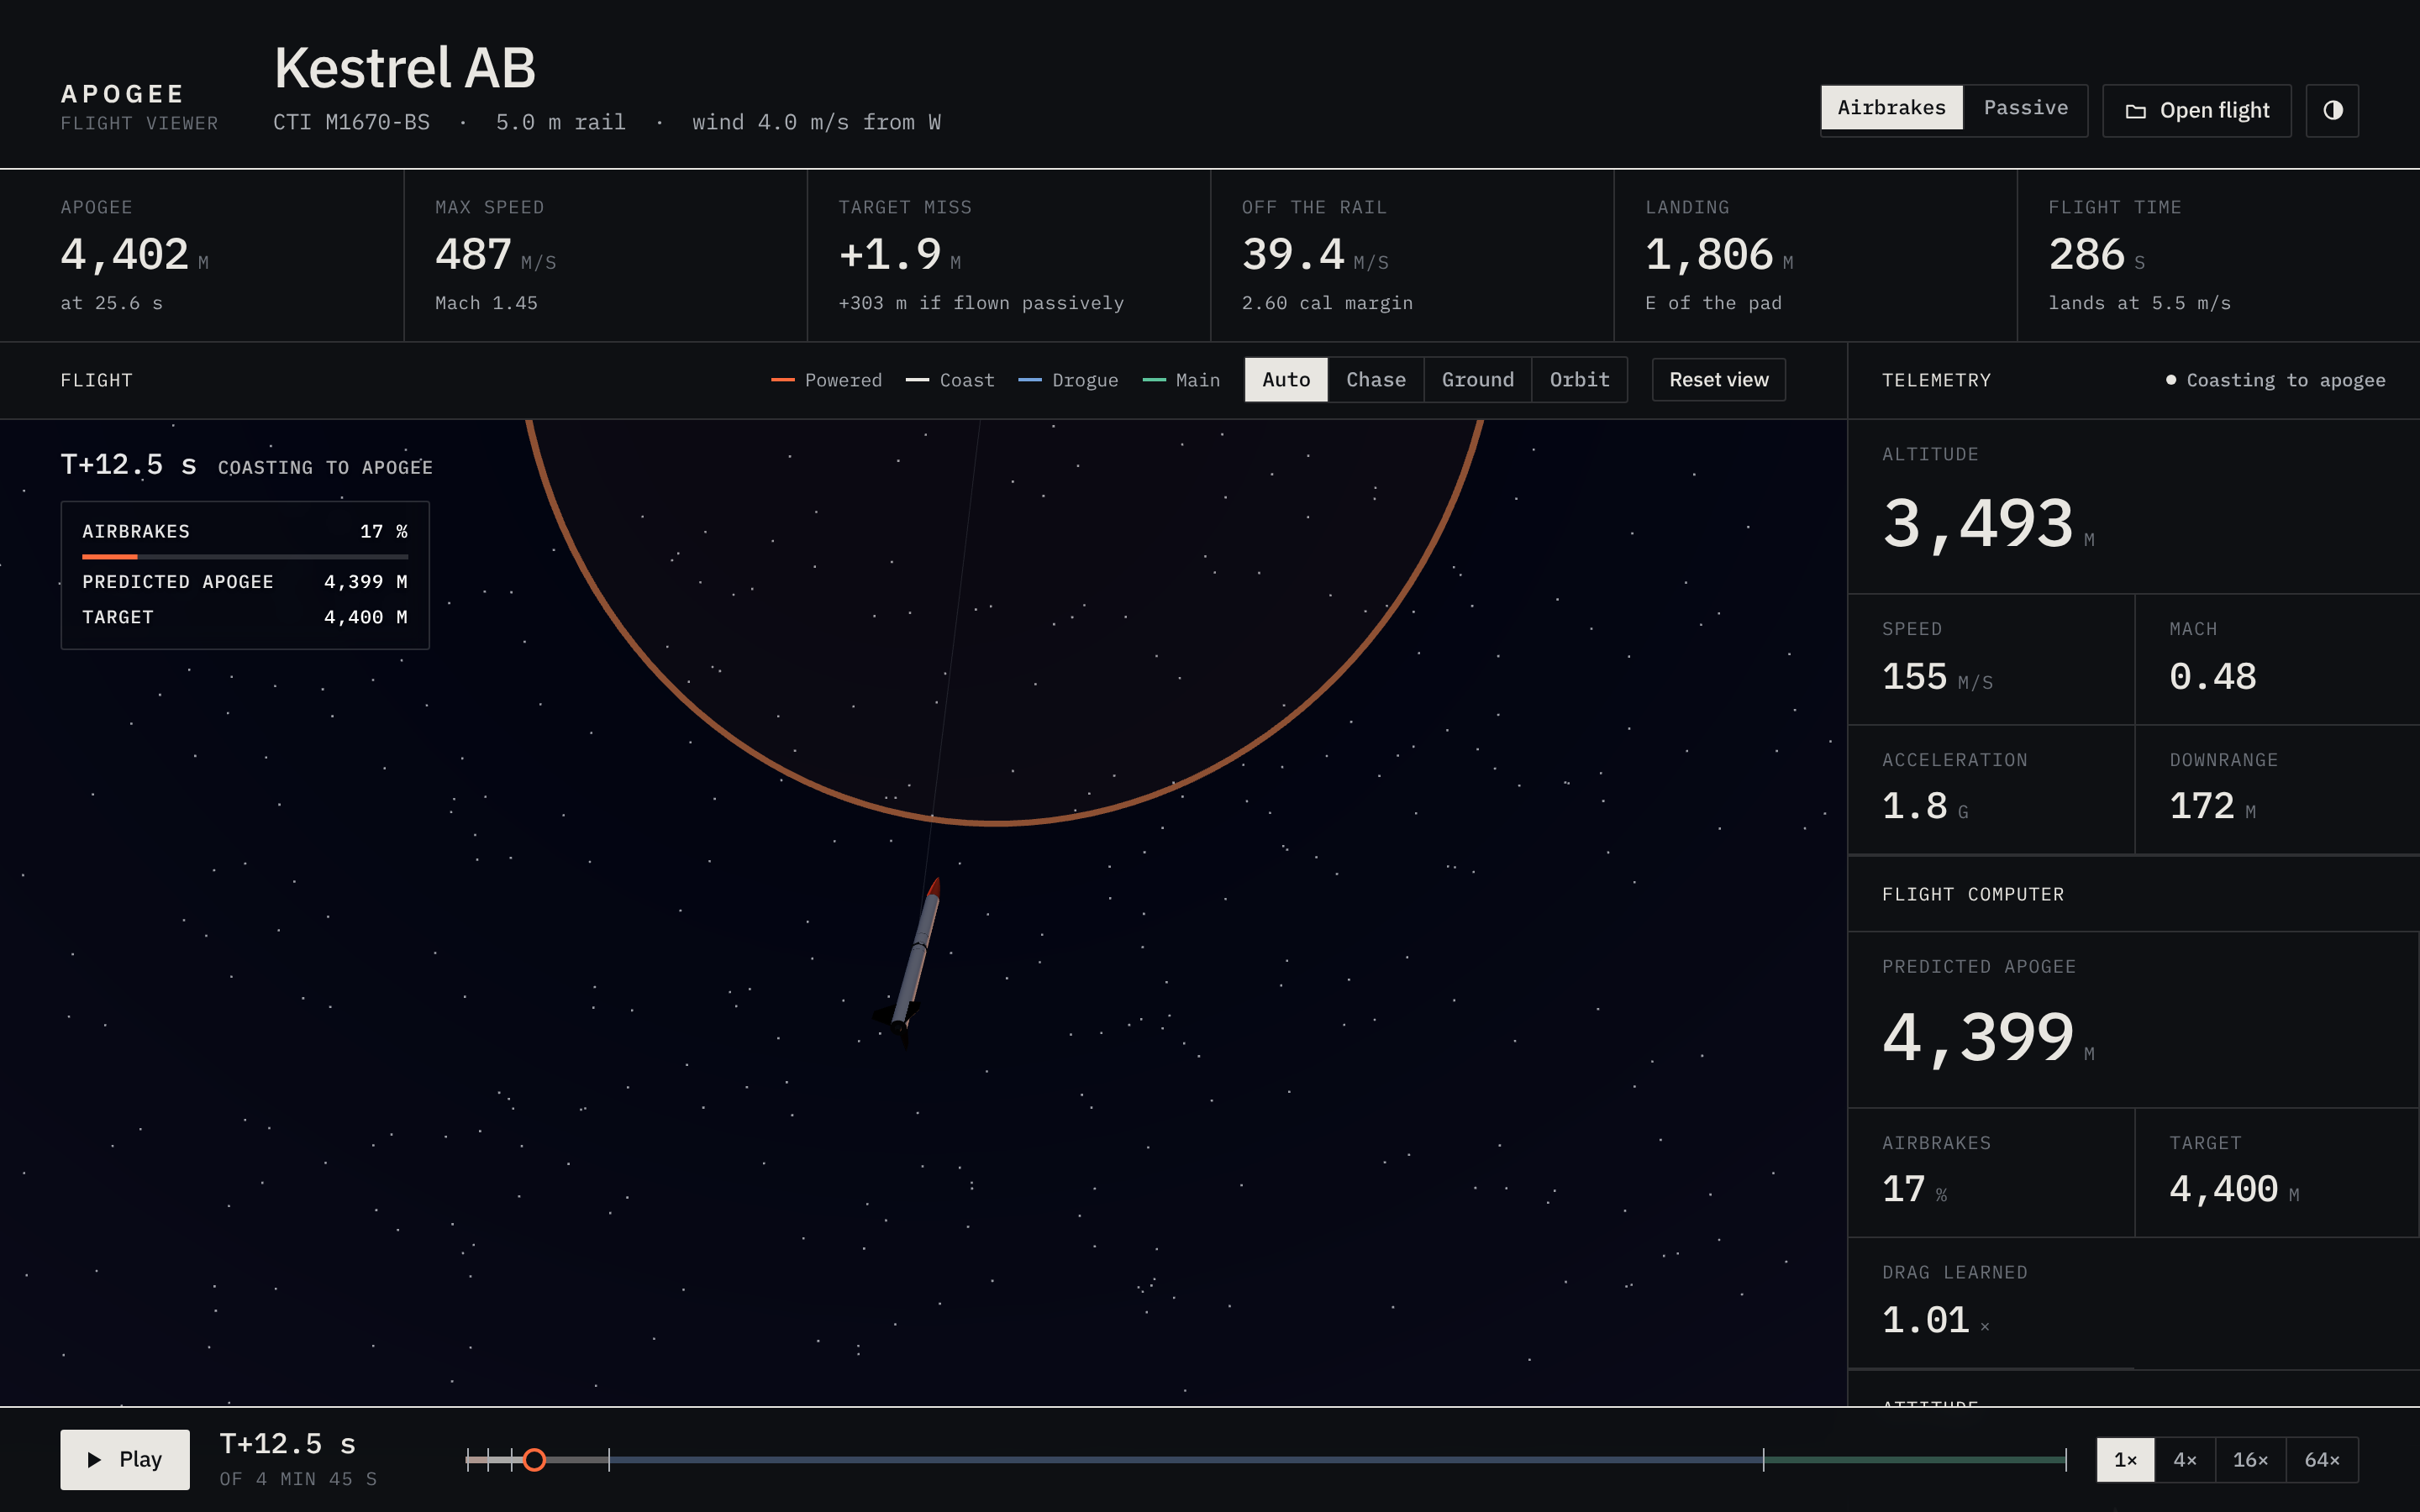 Kestrel AB
APOGEE
FLIGHT VIEWER
CTI M1670-BS · 5.0 m rail · wind 4.0 m/s from W
Airbrakes Passive Open flight
APOGEE
4,402 M
at 25.6 s
MAX SPEED
487 M/S
Mach 1.45
TARGET MISS
+1.9 M
+303 m if flown passively
OFF THE RAIL
39.4 M/S
2.60 cal margin
LANDING
1,806 M
E of the pad
FLIGHT TIME
286 S
lands at 5.5 m/s
FLIGHT Powered Coast Drogue Main Auto Chase Ground Orbit Reset view
T+12.5 s COASTING TO APOGEE
AIRBRAKES 17 %
PREDICTED APOGEE 4,399 M
TARGET 4,400 M
TELEMETRY Coasting to apogee
ALTITUDE
3,493 M
SPEED
155 M/S
MACH
0.48
ACCELERATION
1.8 G
DOWNRANGE
172 M
FLIGHT COMPUTER
PREDICTED APOGEE
4,399 M
AIRBRAKES
17 %
TARGET
4,400 M
DRAG LEARNED
1.01 ×
ATTITUDE
Play
T+12.5 s
OF 4 MIN 45 S
1× 4× 16× 64×